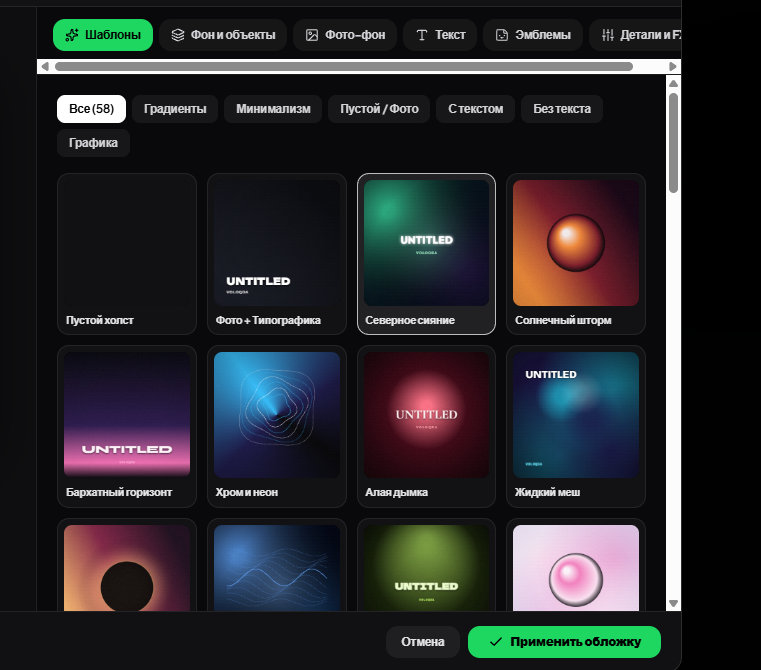 Шаблоны Фон и объекты Фото-фон Текст Эмблемы Детали и F
Все (58) Градиенты Минимализм Пустой / Фото С текстом Без текста
Графика
UNTITLED
UNTITLED
Пустой холст Фото + Типографика Северное сияние Солнечный шторм
UNTITLED
UNTITLED
UNTITLED
Бархатный горизонт Хром и неон Алая дымка Жидкий меш
UNTITLED
Отмена Применить обложку